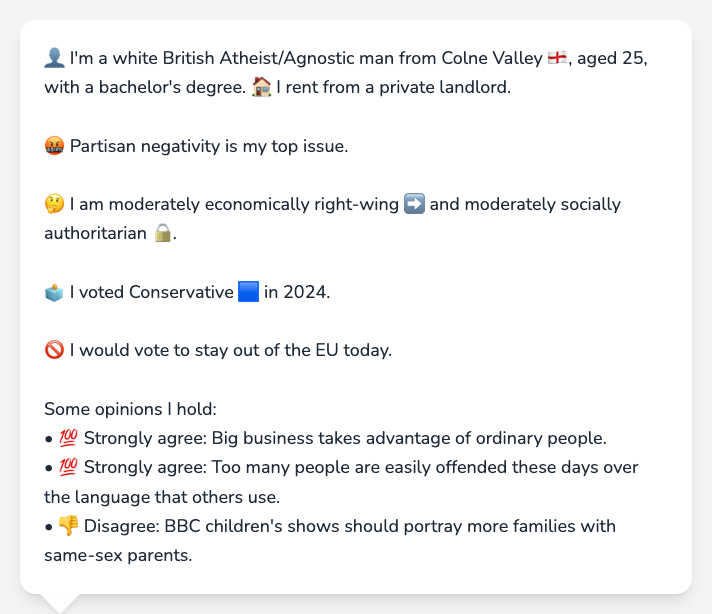 👤 I'm a white British Atheist/Agnostic man from Colne Valley 🏴󠁧󠁢󠁥󠁮󠁧󠁿, aged 25,
with a bachelor's degree. 🏠 I rent from a private landlord.
🤬 Partisan negativity is my top issue.
🤔 I am moderately economically right-wing ➡️ and moderately socially
authoritarian 🔒.
🗳️ I voted Conservative 🟦 in 2024.
🚫 I would vote to stay out of the EU today.
Some opinions I hold:
• 💯 Strongly agree: Big business takes advantage of ordinary people.
• 💯 Strongly agree: Too many people are easily offended these days over
the language that others use.
• 👎 Disagree: BBC children's shows should portray more families with
same-sex parents.